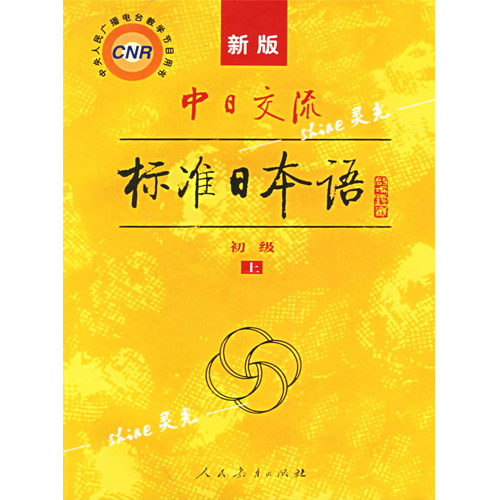 中央人民广播电台教学节目用书
CNR
新版
中日交流
shine 灵光
标准日本语
初级
上
shine 灵光
人民教育出版社